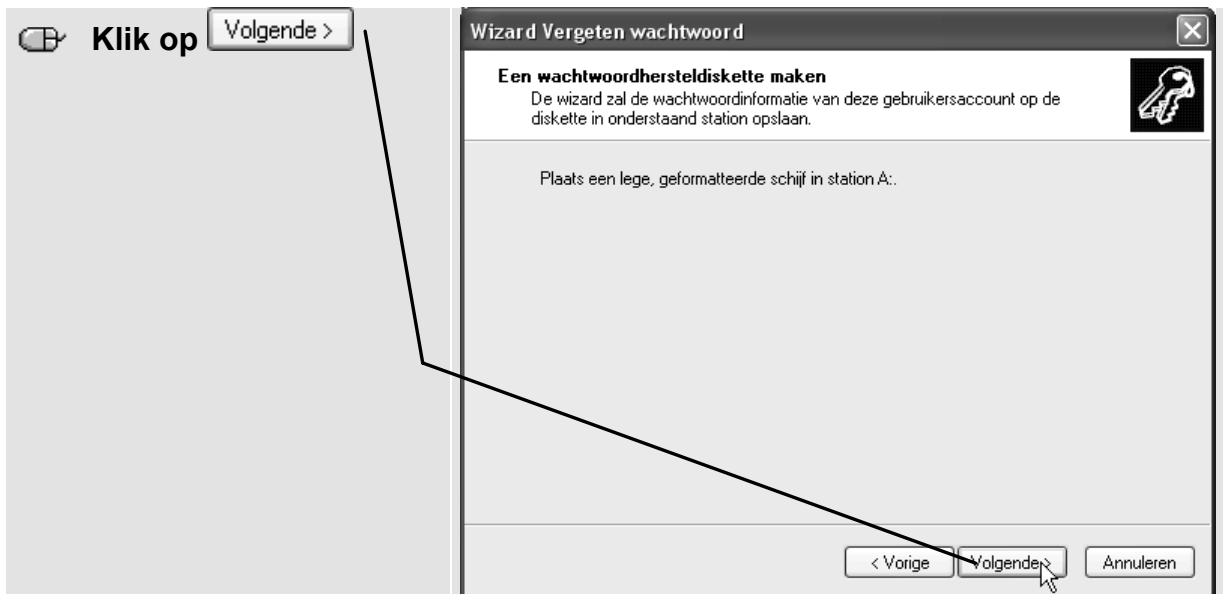 Klik op Volgende >
Wizard Vergeten wachtwoord
Een wachtwoordhersteldiskette maken
De wizard zal de wachtwoordinformatie van deze gebruikersaccount op de
diskette in onderstaand station opslaan.
Plaats een lege, geformatteerde schijf in station A:.
< Vorige Volgende > Annuleren